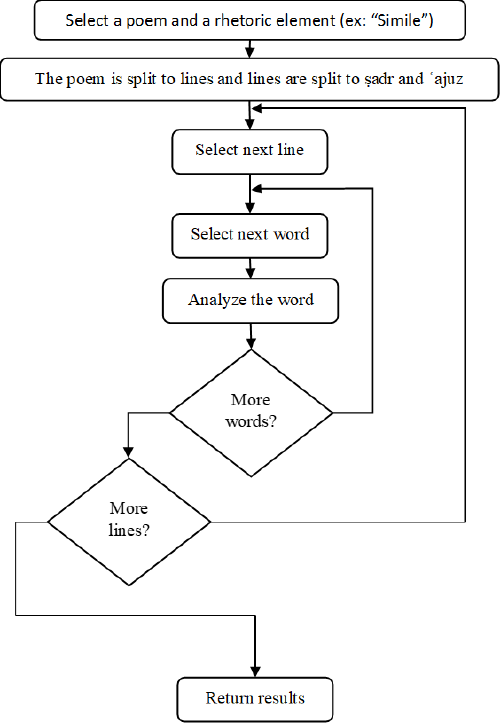 Select a poem and a rhetoric element (ex: “Simile”)
The poem is split to lines and lines are split to ṣadr and ʿajuz
Select next line
Select next word
Analyze the word
More
words?
More
lines?
Return results